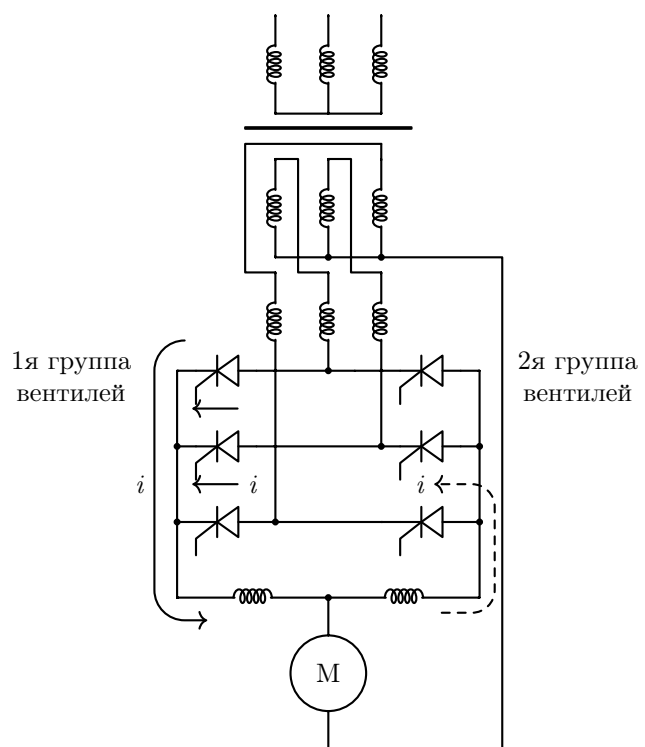 1я группа
вентилей
2я группа
вентилей
i
i
i
М